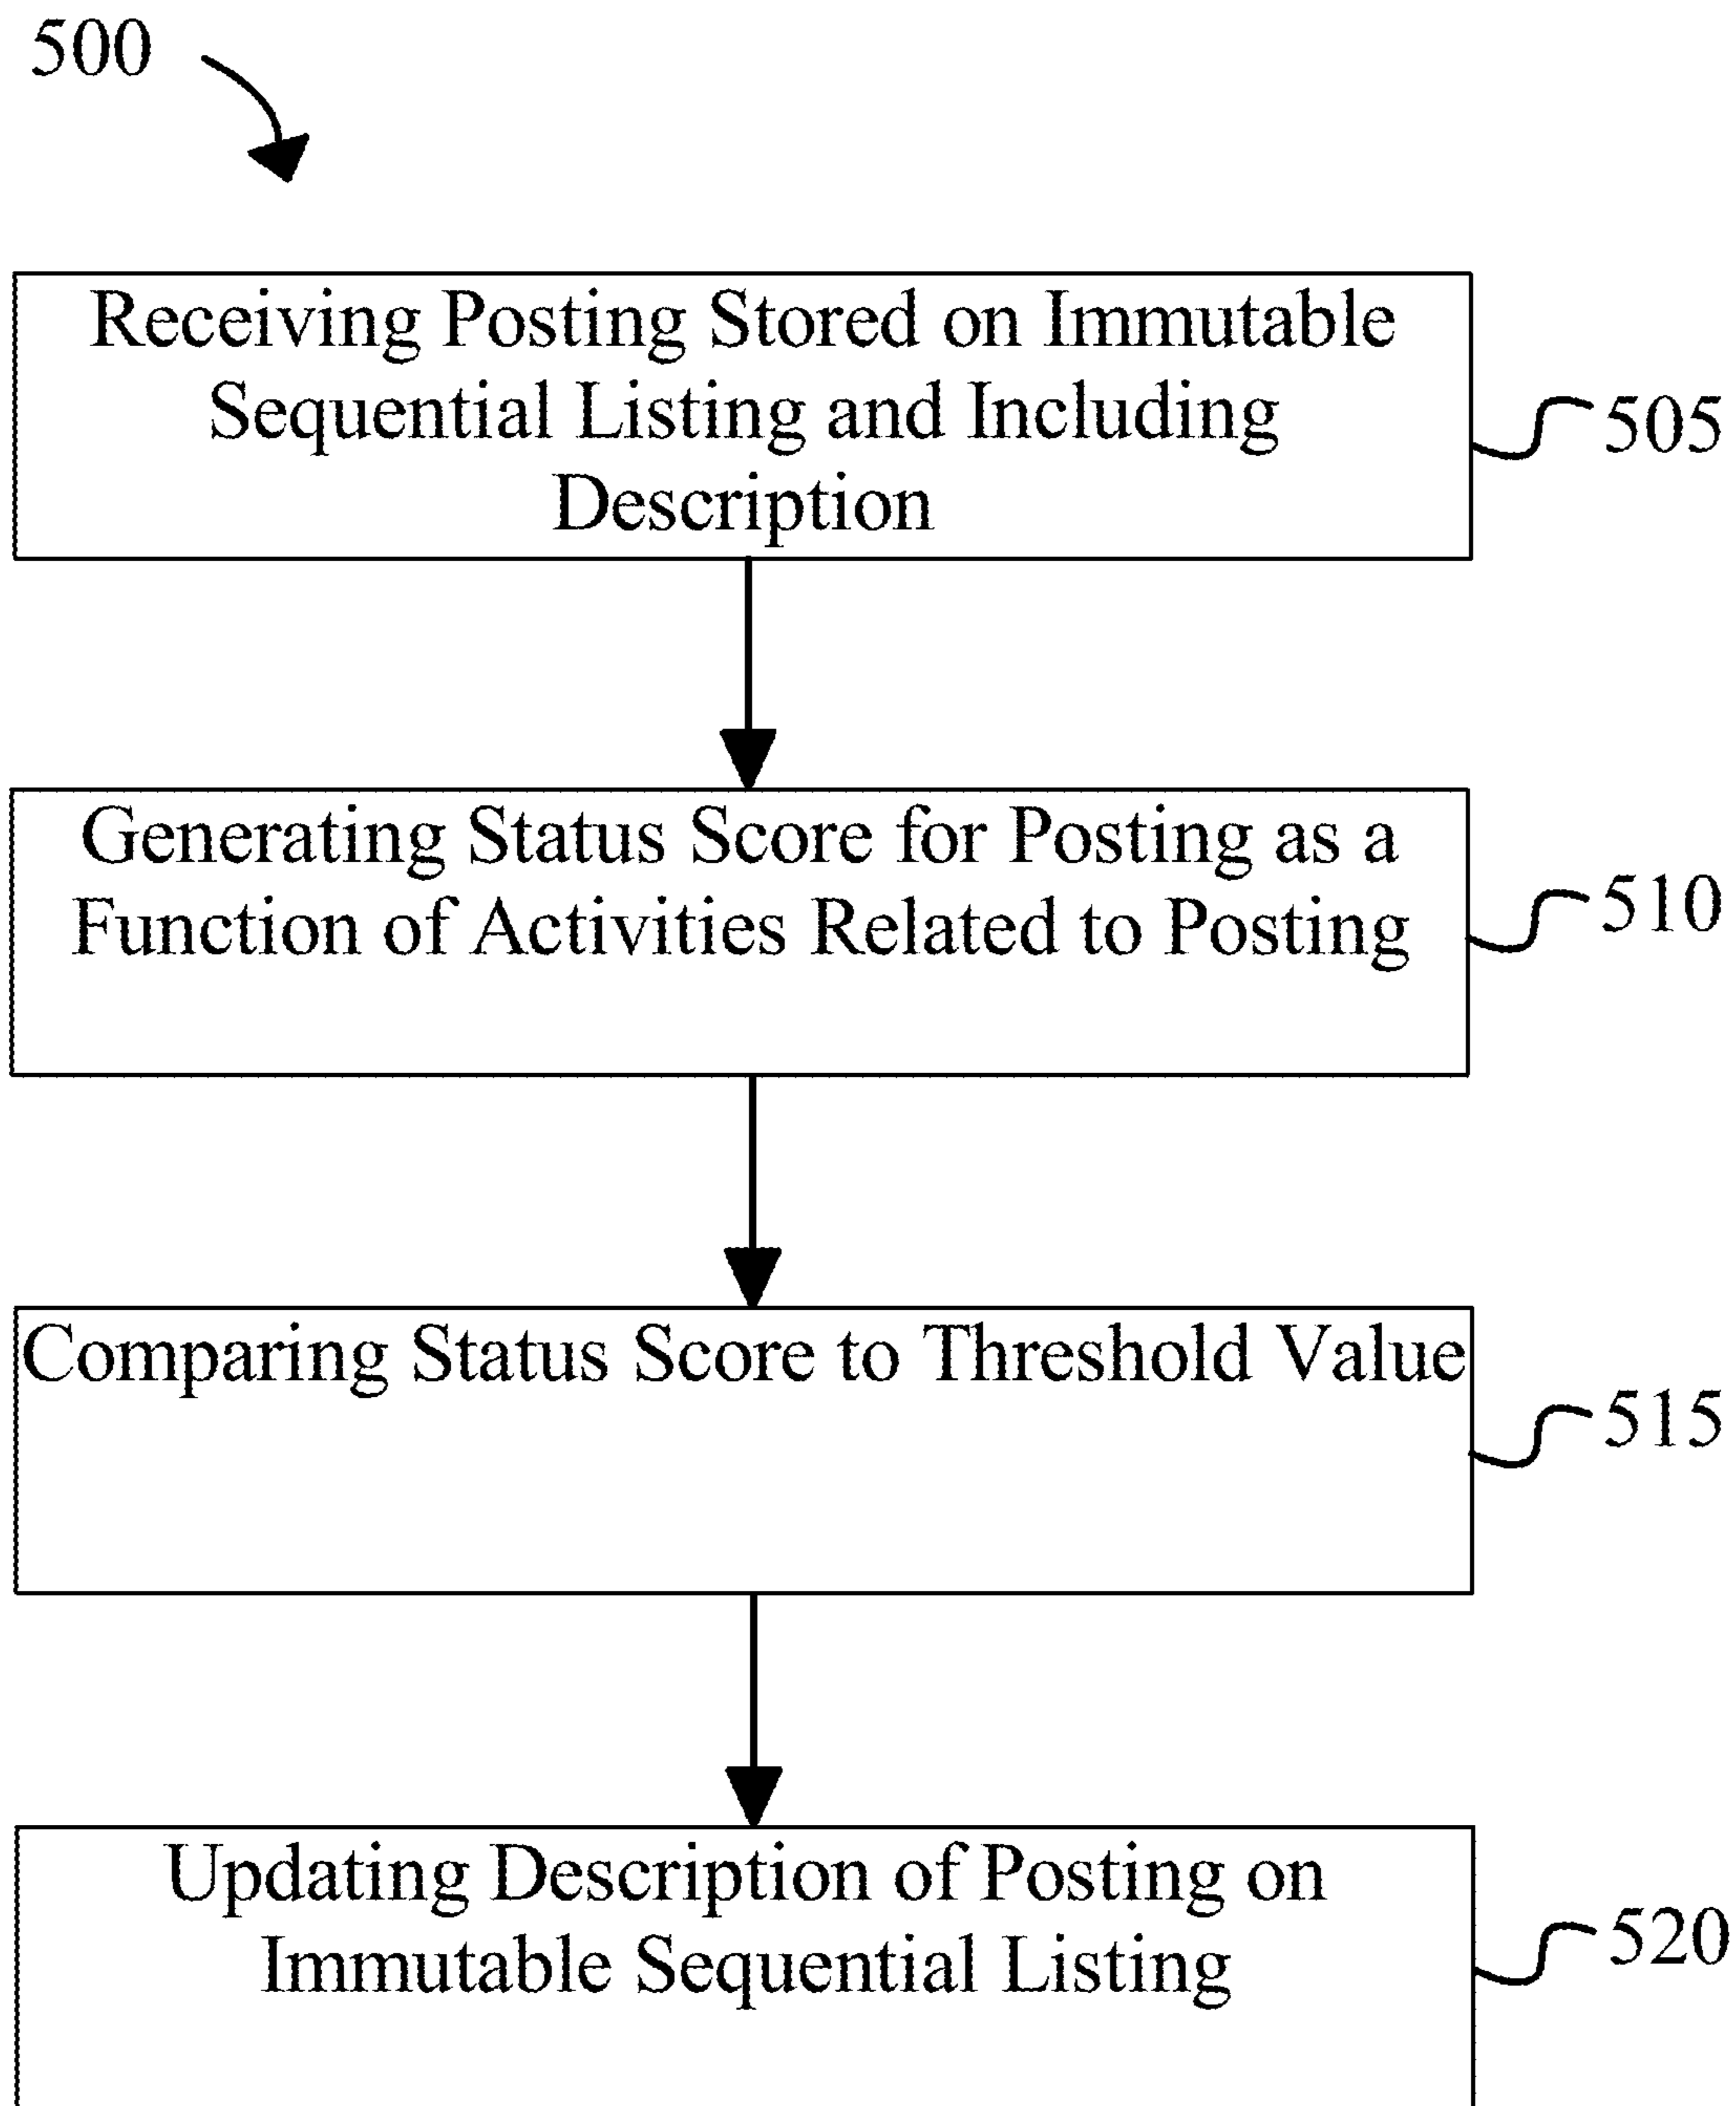 500
Receiving Posting Stored on Immutable
Sequential Listing and Including
Description
505
Generating Status Score for Posting as a
Function of Activities Related to Posting
510
Comparing Status Score to Threshold Value
515
Updating Description of Posting on
Immutable Sequential Listing
520